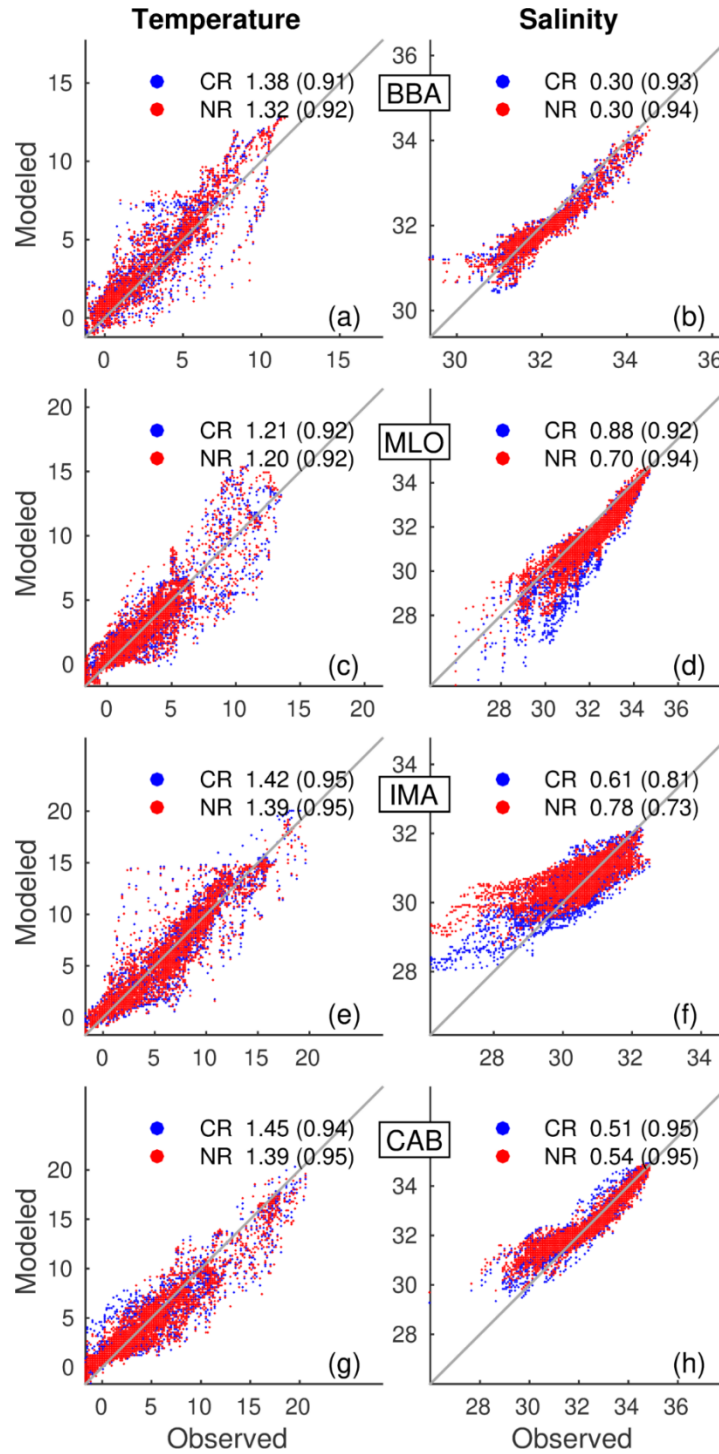 Temperature
Salinity
15
10
5
0
Modeled
CR 1.38 (0.91)
NR 1.32 (0.92)
(a)
0 5 10 15
BBA
36
34
32
30
CR 0.30 (0.93)
NR 0.30 (0.94)
(b)
30 32 34 36
20
15
10
5
0
Modeled
CR 1.21 (0.92)
NR 1.20 (0.92)
(c)
0 5 10 15 20
MLO
36
34
32
30
28
CR 0.88 (0.92)
NR 0.70 (0.94)
(d)
28 30 32 34 36
20
15
10
5
0
Modeled
CR 1.42 (0.95)
NR 1.39 (0.95)
(e)
0 5 10 15 20
IMA
34
32
30
28
CR 0.61 (0.81)
NR 0.78 (0.73)
(f)
28 30 32 34
20
15
10
5
0
Modeled
CR 1.45 (0.94)
NR 1.39 (0.95)
(g)
0 5 10 15 20
Observed
CAB
36
34
32
30
28
CR 0.51 (0.95)
NR 0.54 (0.95)
(h)
28 30 32 34 36
Observed